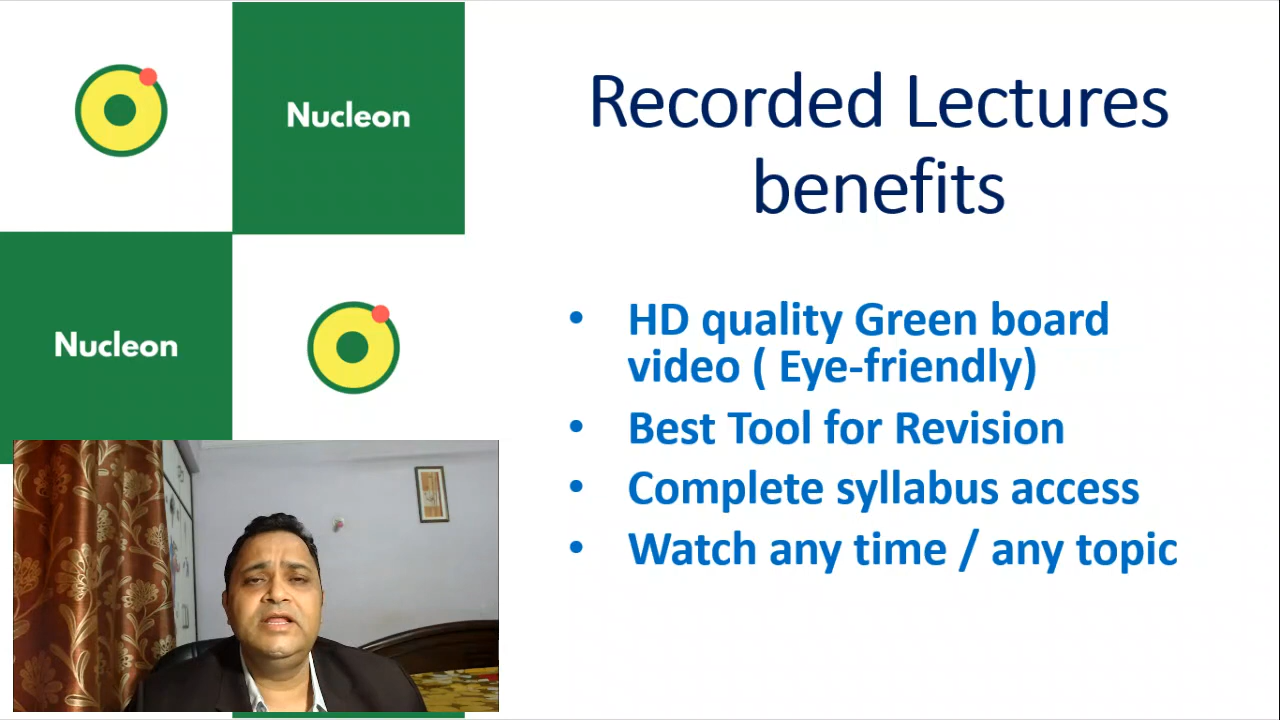 Nucleon
Recorded Lectures
benefits
Nucleon
• HD quality Green board
video ( Eye-friendly)
• Best Tool for Revision
• Complete syllabus access
• Watch any time / any topic